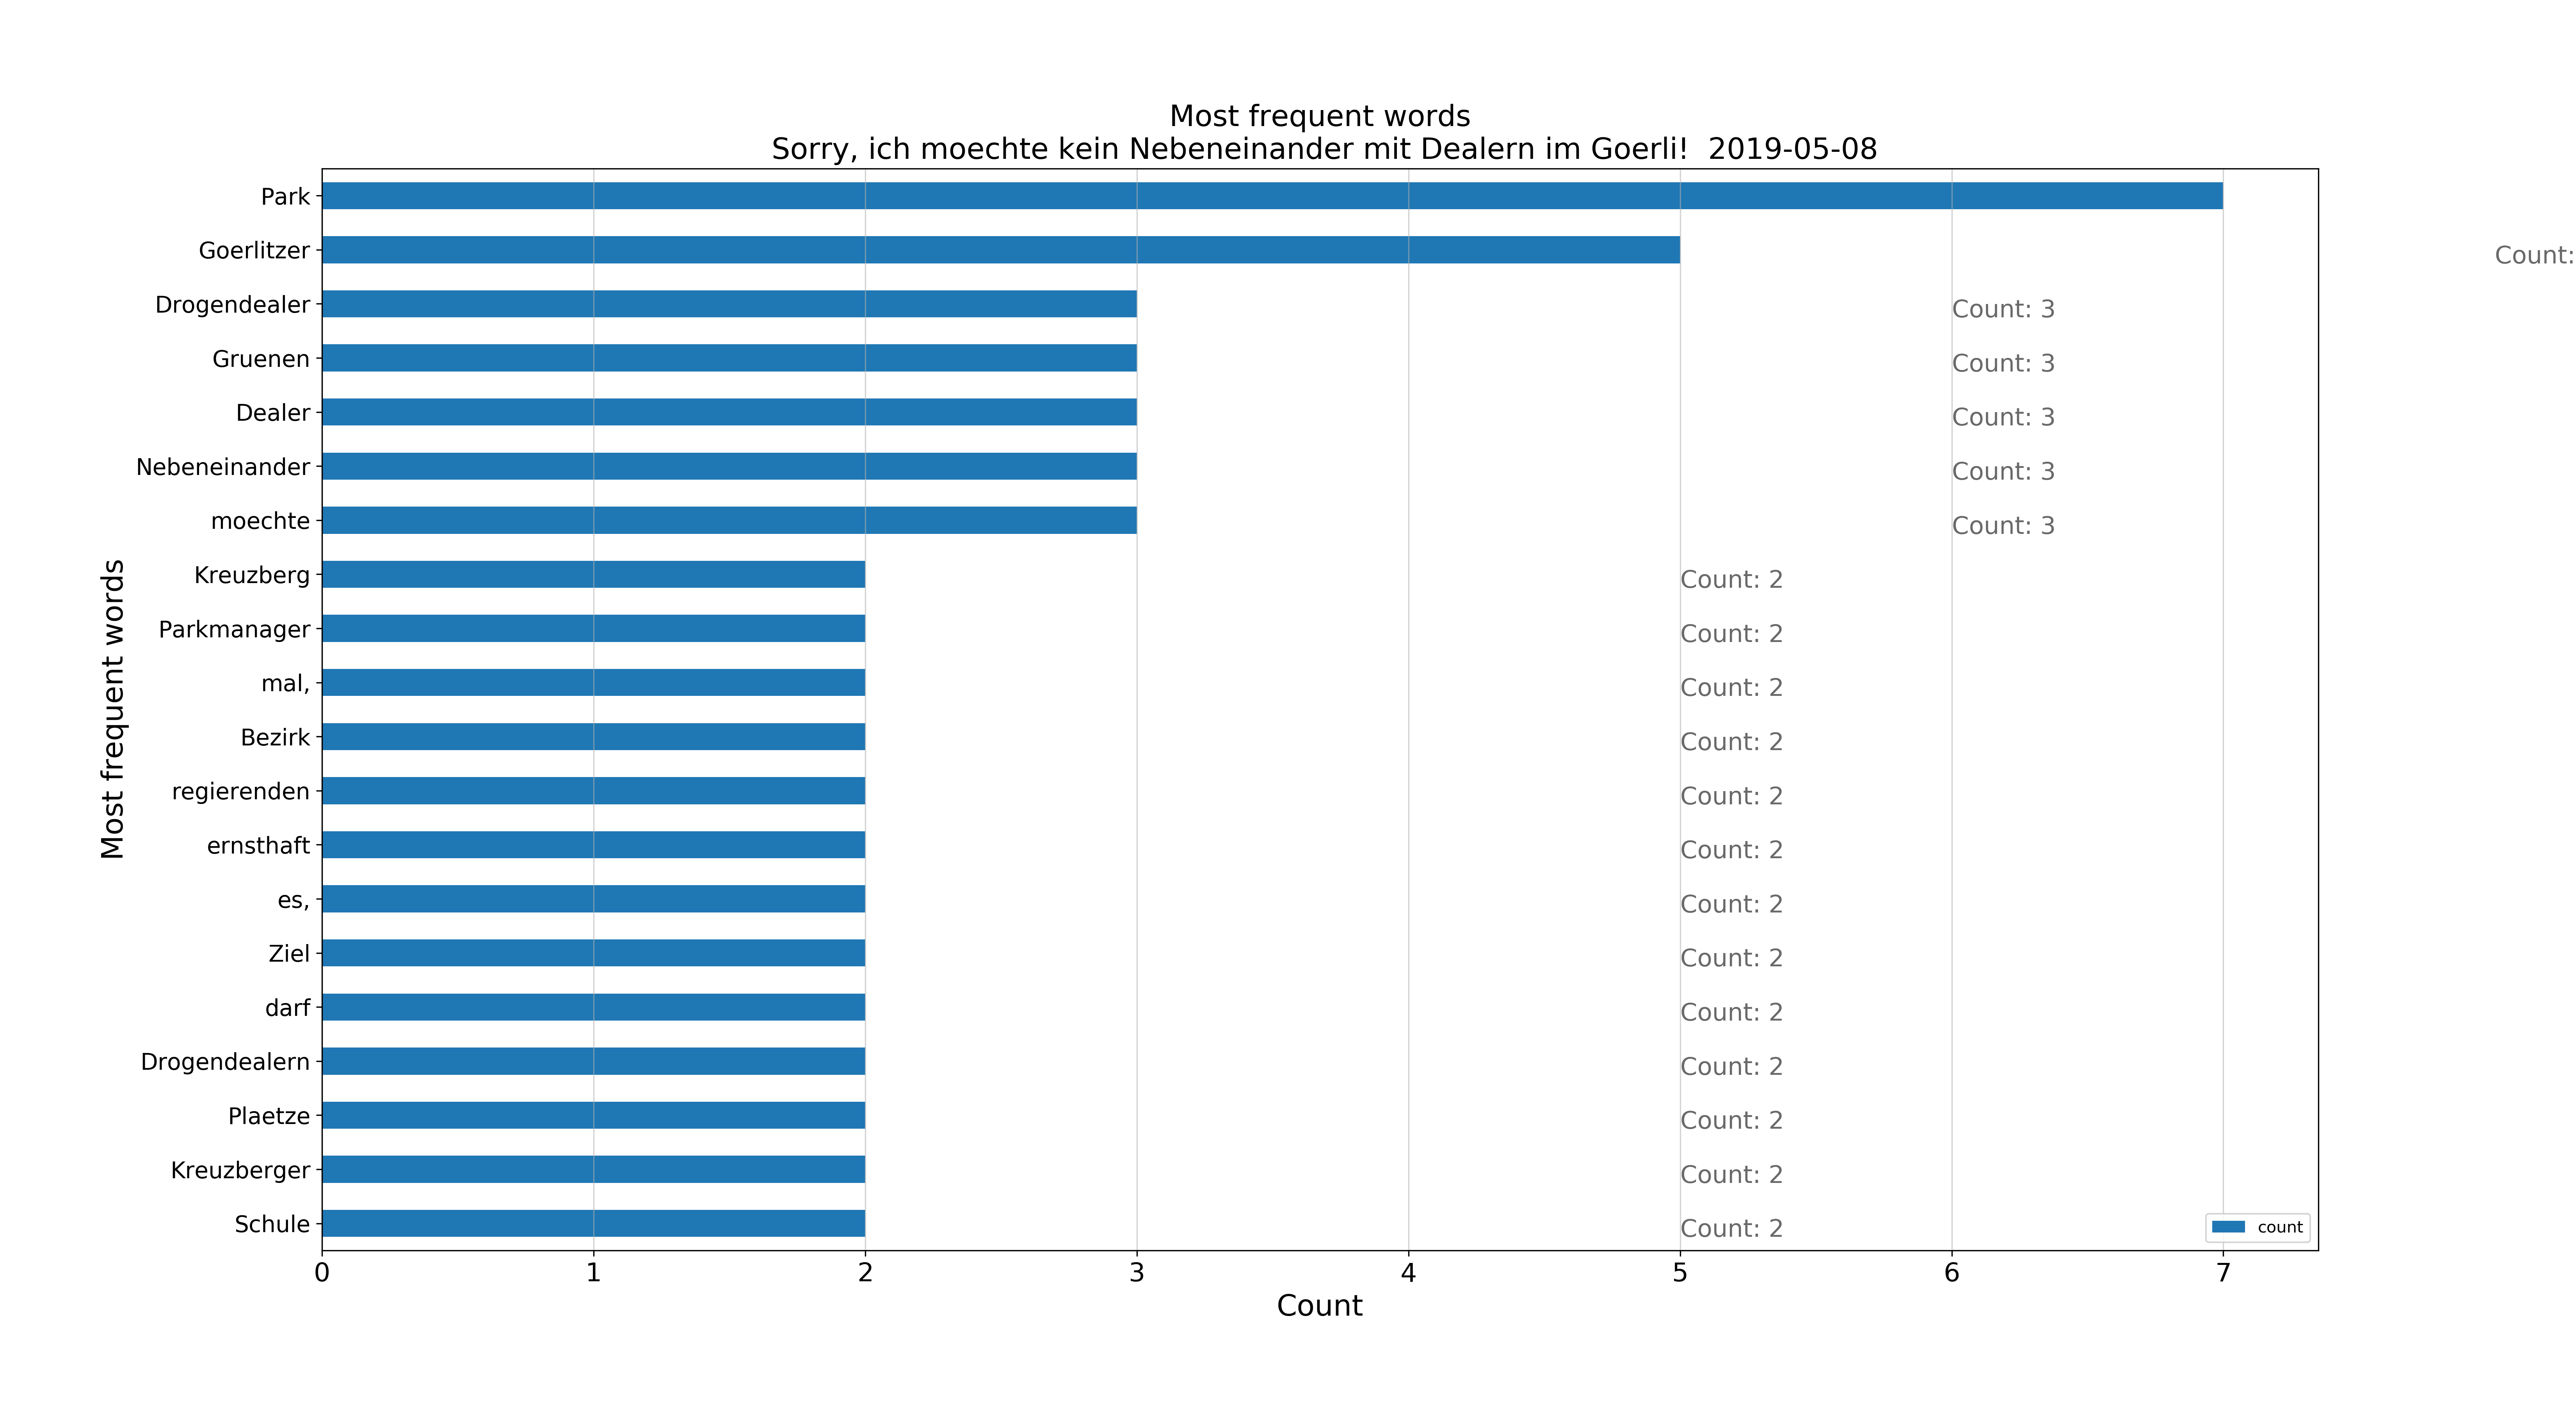 Most frequent words
Sorry, ich moechte kein Nebeneinander mit Dealern im Goerli!  2019-05-08
Park
Goerlitzer Count:
Drogendealer Count: 3
Gruenen Count: 3
Dealer Count: 3
Nebeneinander Count: 3
moechte Count: 3
Kreuzberg Count: 2
Parkmanager Count: 2
mal, Count: 2
Bezirk Count: 2
regierenden Count: 2
ernsthaft Count: 2
es, Count: 2
Ziel Count: 2
darf Count: 2
Drogendealern Count: 2
Plaetze Count: 2
Kreuzberger Count: 2
Schule Count: 2
Most frequent words
count
0 1 2 3 4 5 6 7
Count